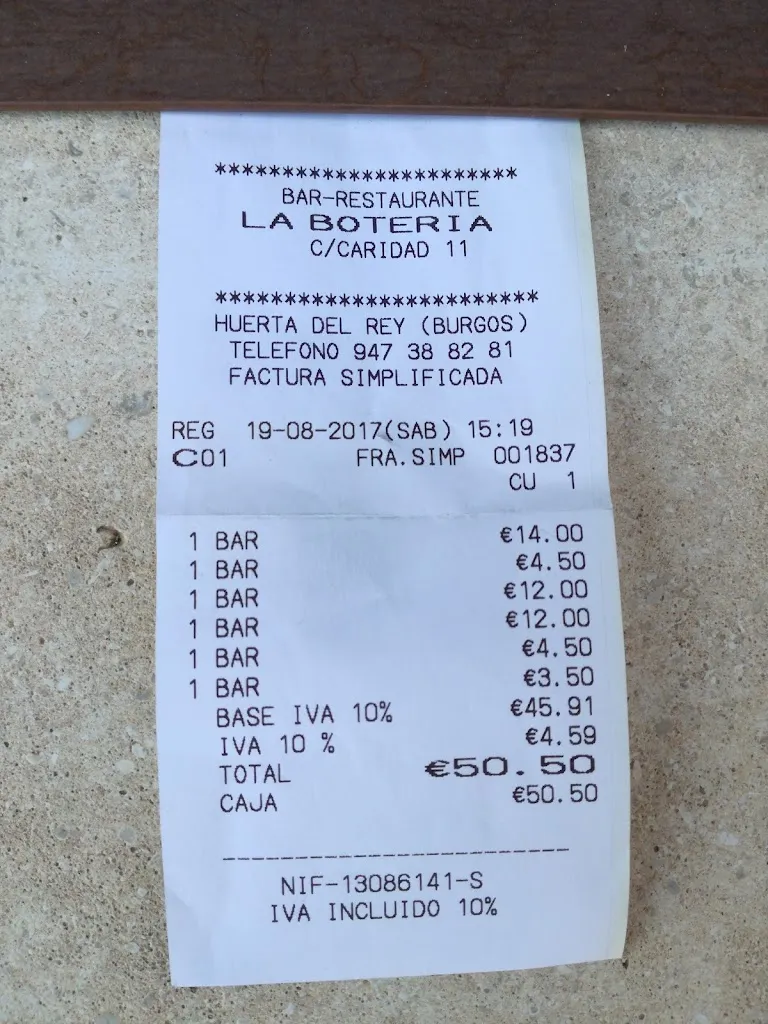 **********************
BAR-RESTAURANTE
LA BOTERIA
C/CARIDAD 11
***********************
HUERTA DEL REY (BURGOS)
TELEFONO 947 38 82 81
FACTURA SIMPLIFICADA
REG 19-08-2017(SAB) 15:19
C01 FRA.SIMP 001837
CU 1
1 BAR €14.00
1 BAR €4.50
1 BAR €12.00
1 BAR €12.00
1 BAR €4.50
1 BAR €3.50
BASE IVA 10% €45.91
IVA 10 % €4.59
TOTAL €50.50
CAJA €50.50
-------------------------
NIF-13086141-S
IVA INCLUIDO 10%